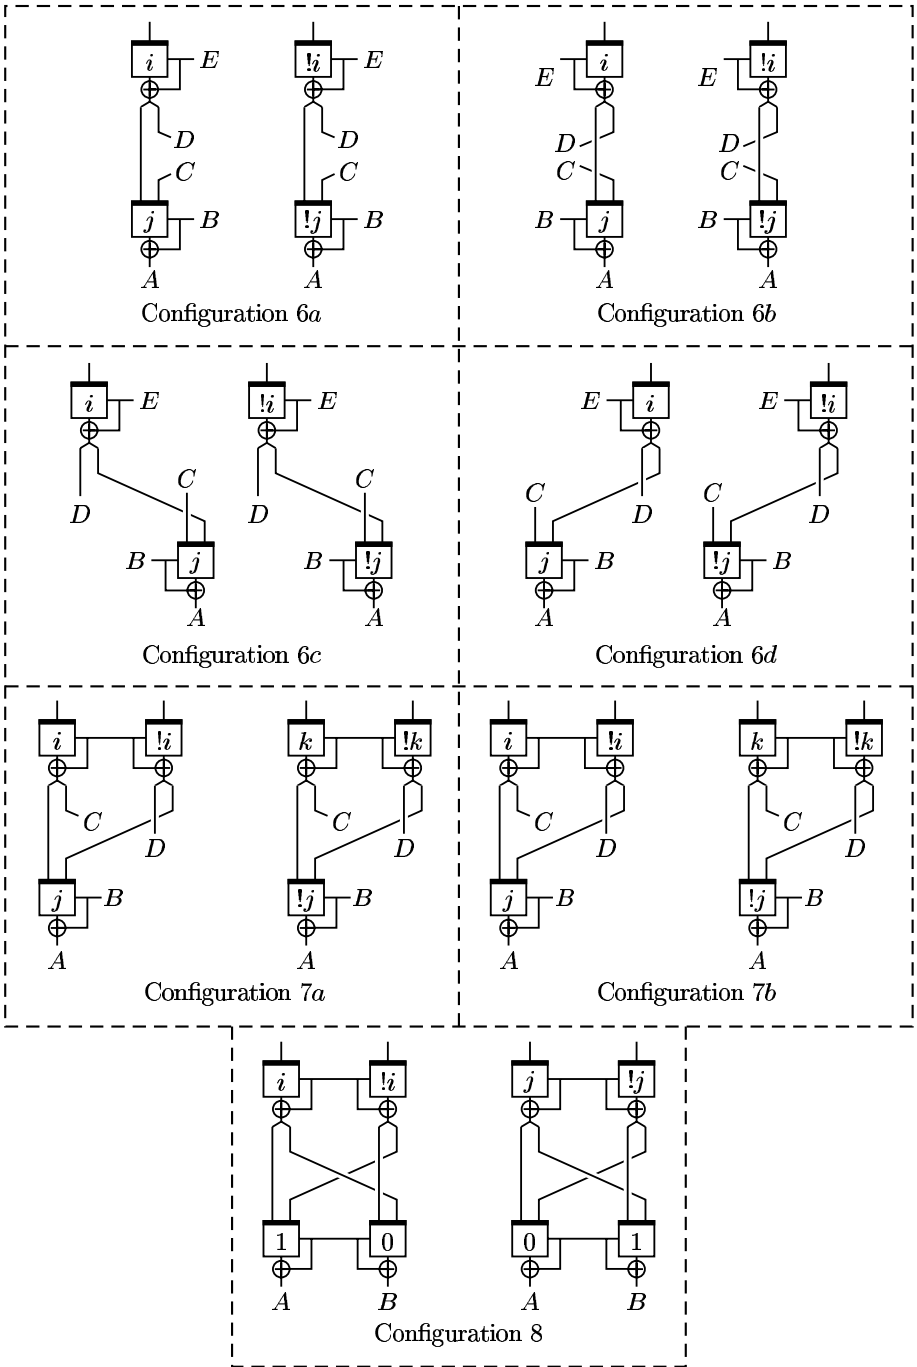 i E !i E E i E !i
D D D D
C C C C
j B !j B B j B !j
A A A A
Configuration 6a Configuration 6b
i E !i E E i E !i
C C C C
D D D D
B j B !j j B !j B
A A A A
Configuration 6c Configuration 6d
i !i k !k i !i k !k
C C C C
D D D D
j B !j B j B !j B
A A A A
Configuration 7a Configuration 7b
i !i j !j
1 0 0 1
A B A B
Configuration 8